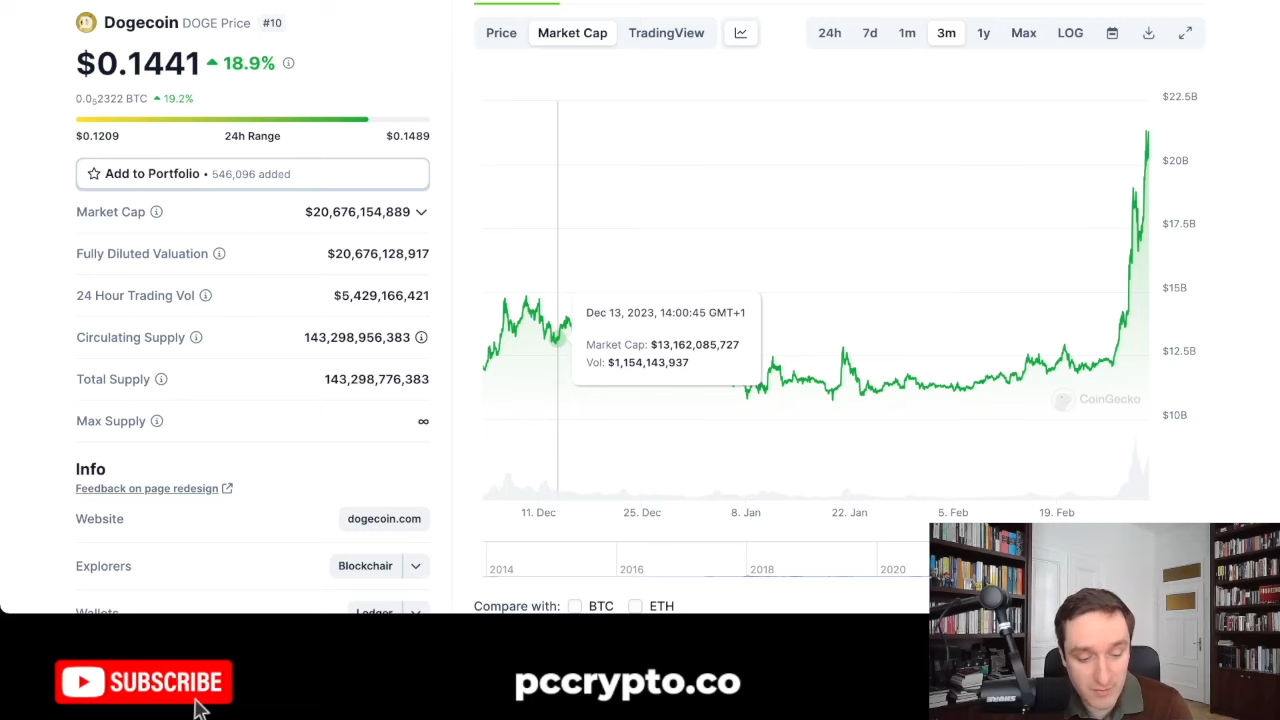 Dogecoin DOGE Price #10
$0.1441 18.9%
0.0₅2322 BTC 19.2%
$0.1209 24h Range $0.1489
Add to Portfolio • 546,096 added
Market Cap $20,676,154,889
Fully Diluted Valuation $20,676,128,917
24 Hour Trading Vol $5,429,166,421
Circulating Supply 143,298,956,383
Total Supply 143,298,776,383
Max Supply ∞
Info
Feedback on page redesign
Website dogecoin.com
Explorers Blockchair
Wallets Ledger
Price Market Cap TradingView
24h 7d 1m 3m 1y Max LOG
$22.5B
$20B
$17.5B
$15B
$12.5B
$10B
Dec 13, 2023, 14:00:45 GMT+1
Market Cap: $13,162,085,727
Vol: $1,154,143,937
CoinGecko
11. Dec 25. Dec 8. Jan 22. Jan 5. Feb 19. Feb
2014 2016 2018 2020
Compare with: BTC ETH
SHURE
SUBSCRIBE
pccrypto.co